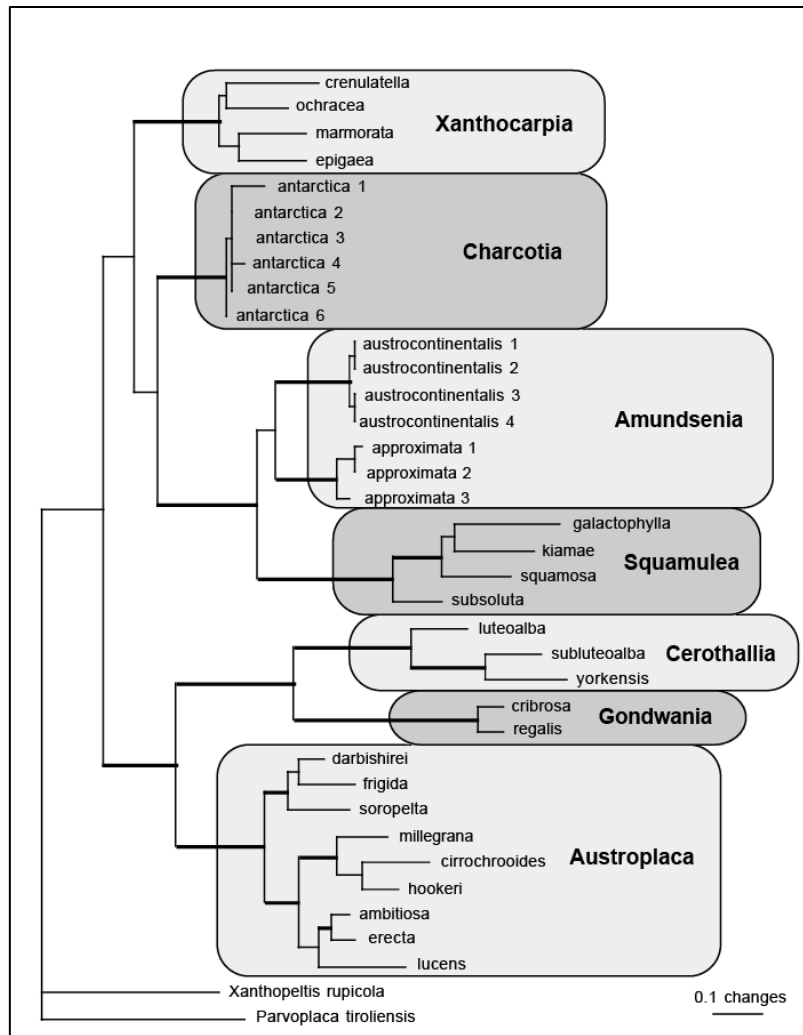 crenulatella
ochracea
Xanthocarpia
marmorata
epigaea
antarctica 1
antarctica 2
antarctica 3
Charcotia
antarctica 4
antarctica 5
antarctica 6
austrocontinentalis 1
austrocontinentalis 2
austrocontinentalis 3
Amundsenia
austrocontinentalis 4
approximata 1
approximata 2
approximata 3
galactophylla
kiamae
Squamulea
squamosa
subsoluta
luteoalba
subluteoalba
Cerothallia
yorkensis
cribrosa
Gondwania
regalis
darbishirei
frigida
soropelta
millegrana
Austroplaca
cirrochrooides
hookeri
ambitiosa
erecta
lucens
Xanthopeltis rupicola
0.1 changes
Parvoplaca tiroliensis